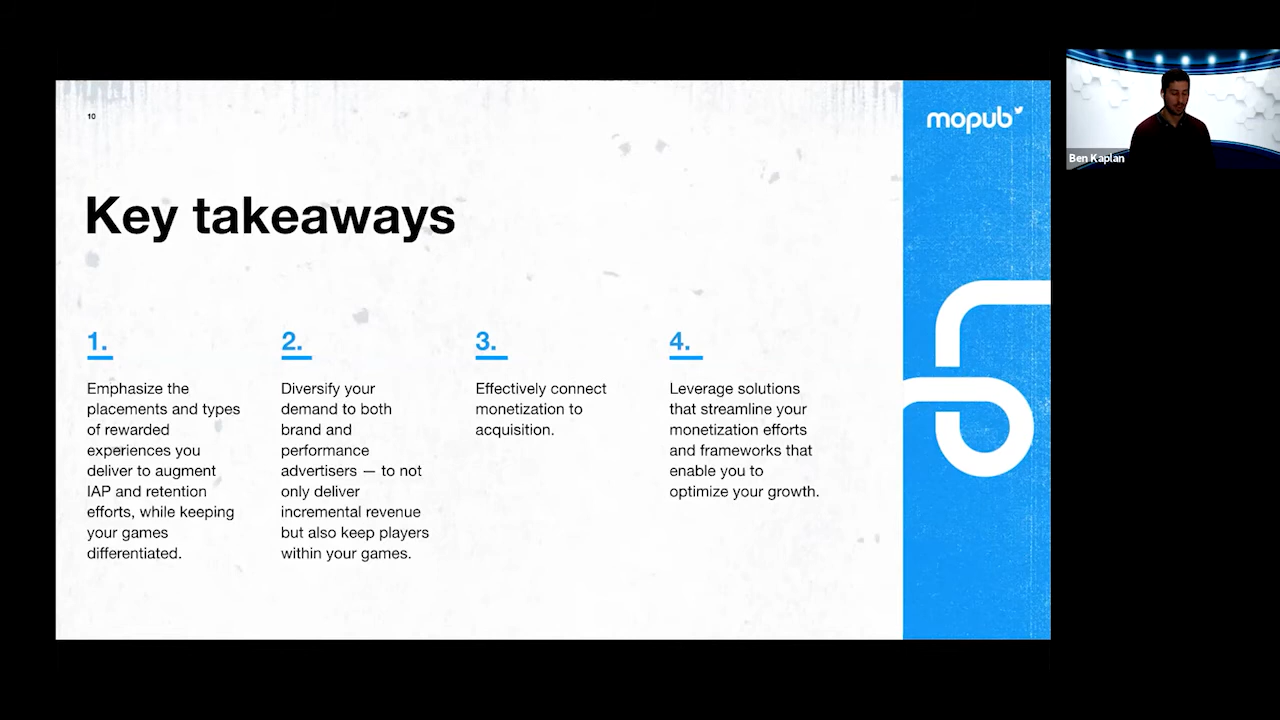 10
mopub
Key takeaways
1.
Emphasize the
placements and types
of rewarded
experiences you
deliver to augment
IAP and retention
efforts, while keeping
your games
differentiated.
2.
Diversify your
demand to both
brand and
performance
advertisers — to not
only deliver
incremental revenue
but also keep players
within your games.
3.
Effectively connect
monetization to
acquisition.
4.
Leverage solutions
that streamline your
monetization efforts
and frameworks that
enable you to
optimize your growth.
Ben Kaplan